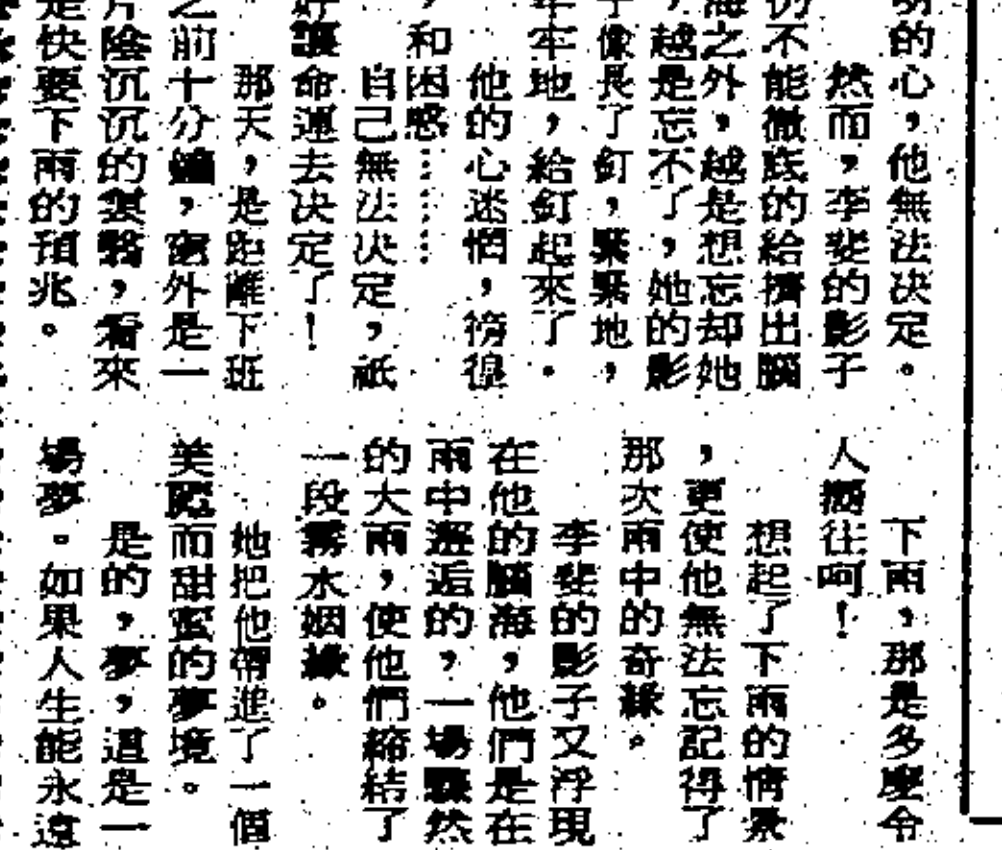 的心，他無法決定。
然而，李斐的影子
仍不能徹底的給擠出腦
海之外，越是想忘却她
，越是忘不了，她的影
子像長了釘，緊緊地，
牢牢地，給釘起來了。
他的心迷惘，徬徨
，和困惑……
自己無法決定，祇
好讓命運去決定了！
那天，是距離下班
之前十分鐘，窗外是一
片陰沉沉的雲翳，看來
是快要下雨的預兆。
下雨，那是多麼令
人嚮往呵！
想起了下雨的情景
，更使他無法忘記得了
那次雨中的奇緣。
李斐的影子又浮現
在他的腦海，他們是在
雨中邂逅的，一場驟然
的大雨，使他們締結了
一段霧水姻緣。
她把他帶進了一個
美麗而甜蜜的夢境。
是的，夢，這是一
場夢。如果人生能永遠